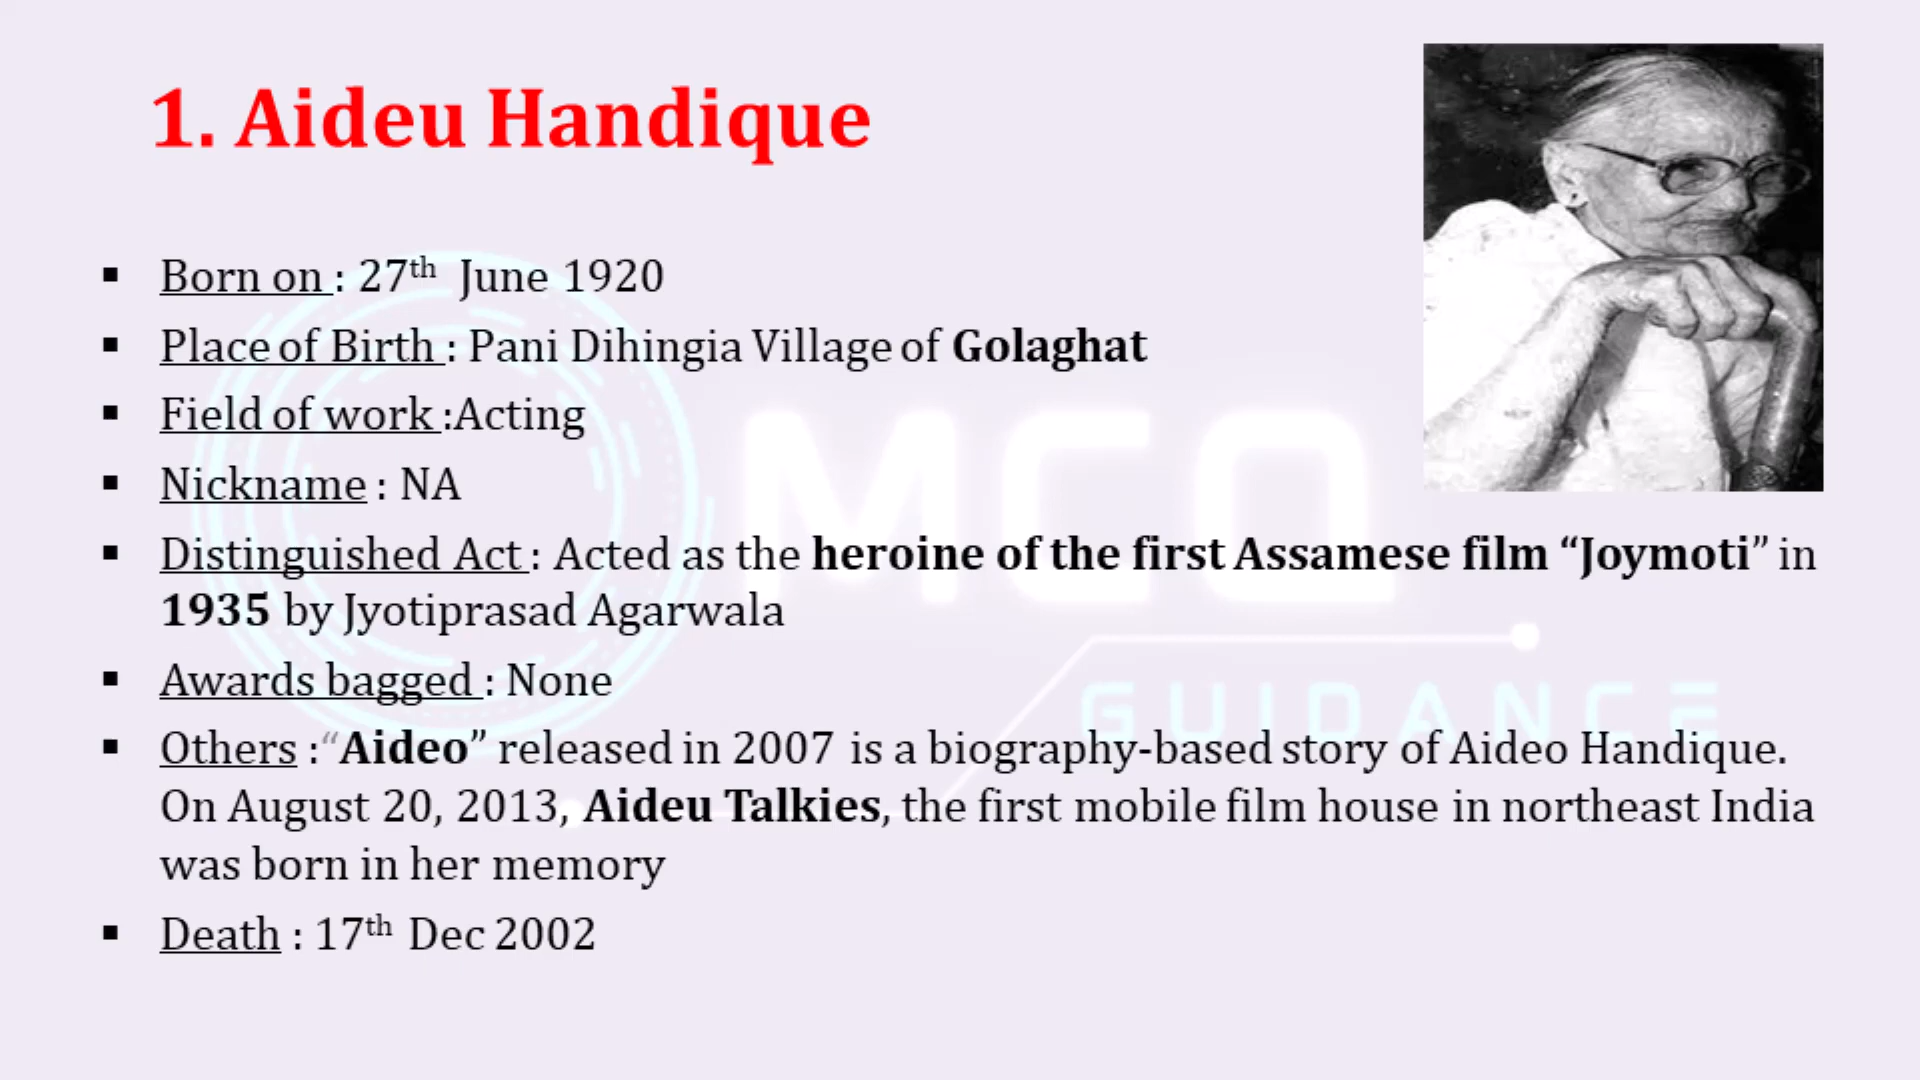 1. Aideu Handique
▪ Born on : 27th June 1920
▪ Place of Birth : Pani Dihingia Village of Golaghat
▪ Field of work :Acting
▪ Nickname : NA
▪ Distinguished Act : Acted as the heroine of the first Assamese film “Joymoti” in
1935 by Jyotiprasad Agarwala
▪ Awards bagged : None
▪ Others :“Aideo” released in 2007 is a biography-based story of Aideo Handique.
On August 20, 2013, Aideu Talkies, the first mobile film house in northeast India
was born in her memory
▪ Death : 17th Dec 2002
MCQ
GUIDANCE